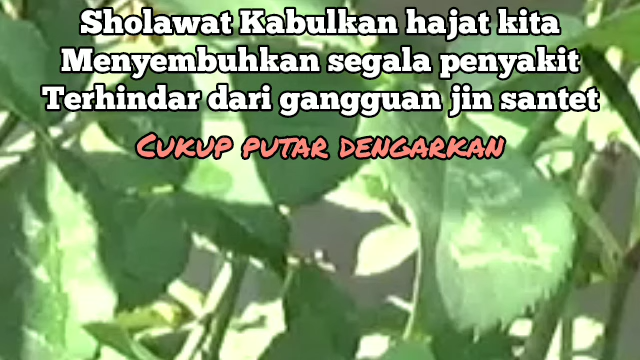 Sholawat Kabulkan hajat kita
Menyembuhkan segala penyakit
Terhindar dari gangguan jin santet
Cukup putar dengarkan